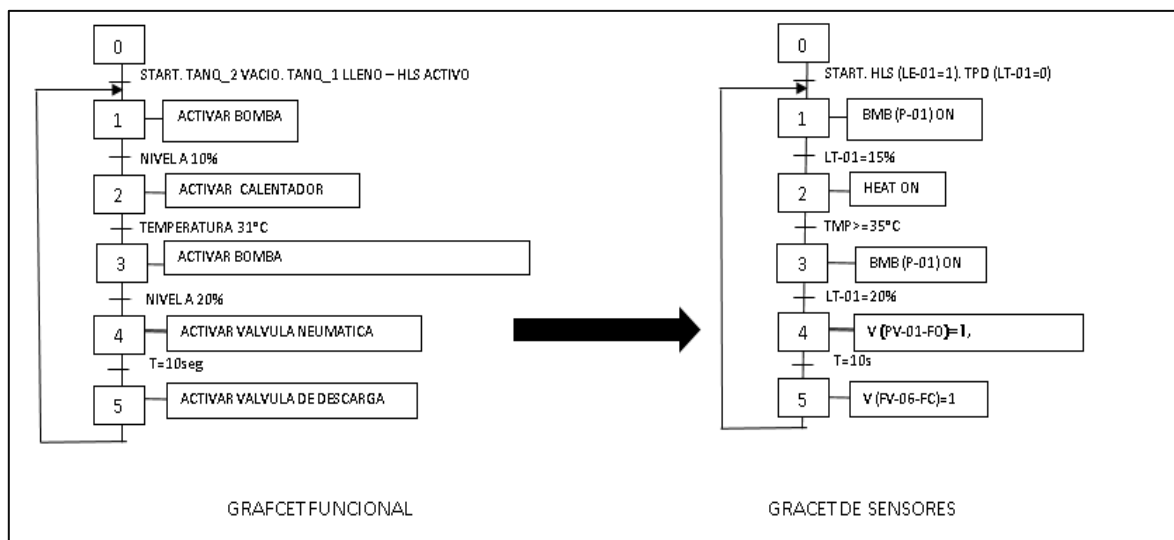 0
START. TANQ_2 VACIO. TANQ_1 LLENO – HLS ACTIVO
1
ACTIVAR BOMBA
NIVEL A 10%
2
ACTIVAR CALENTADOR
TEMPERATURA 31°C
3
ACTIVAR BOMBA
NIVEL A 20%
4
ACTIVAR VALVULA NEUMATICA
T=10seg
5
ACTIVAR VALVULA DE DESCARGA
GRAFCET FUNCIONAL
0
START. HLS (LE-01=1). TPD (LT-01=0)
1
BMB (P-01) ON
LT-01=15%
2
HEAT ON
TMP>=35°C
3
BMB (P-01) ON
LT-01=20%
4
V (PV-01-FO)=1,
T=10s
5
V (FV-06-FC)=1
GRACET DE SENSORES